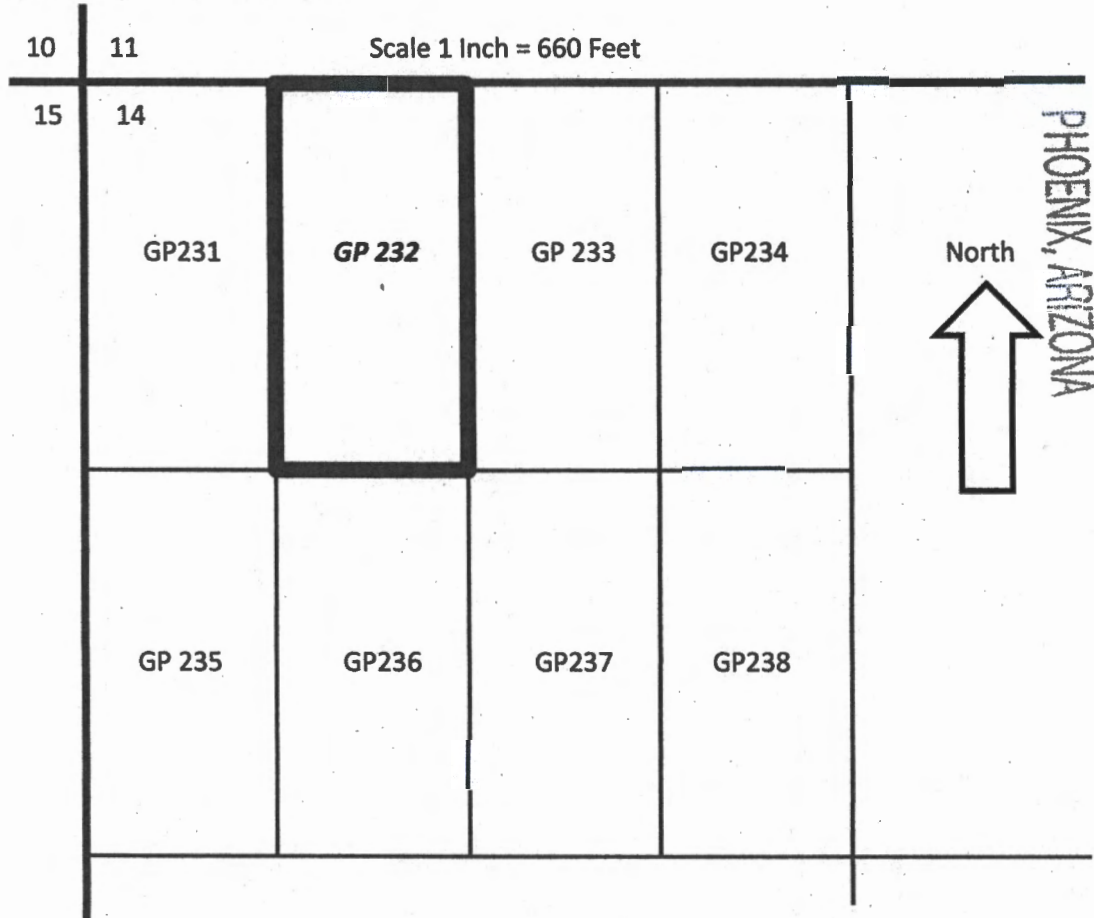 10 11 Scale 1 Inch = 660 Feet
15 14
GP231 GP 232 GP 233 GP234 North
PHOENIX, ARIZONA
GP 235 GP236 GP237 GP238